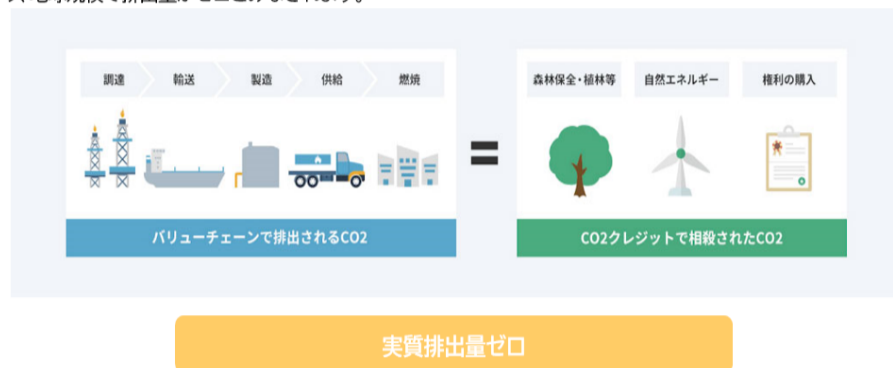 調達 輸送 製造 供給 燃焼
森林保全・植林等 自然エネルギー 権利の購入
バリューチェーンで排出されるCO2
=
CO2クレジットで相殺されたCO2
実質排出量ゼロ